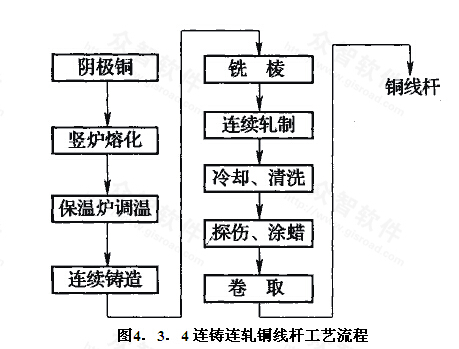 阴极铜
竖炉熔化
保温炉调温
连续铸造
铣 棱
连续轧制
冷却、清洗
探伤、涂蜡
卷 取
铜线杆
图4．3．4连铸连轧铜线杆工艺流程